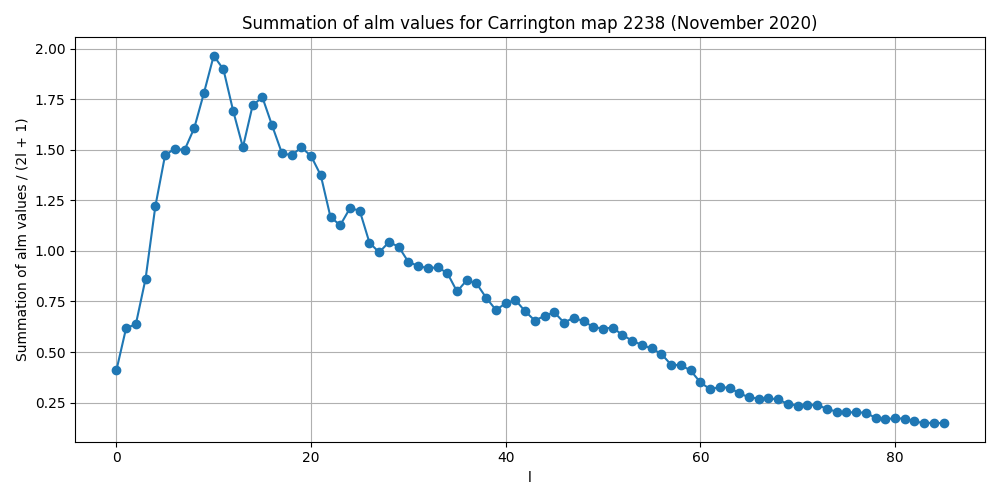 Summation of alm values for Carrington map 2238 (November 2020)
Summation of alm values / (2l + 1)
2.00
1.75
1.50
1.25
1.00
0.75
0.50
0.25
0 20 40 60 80
l